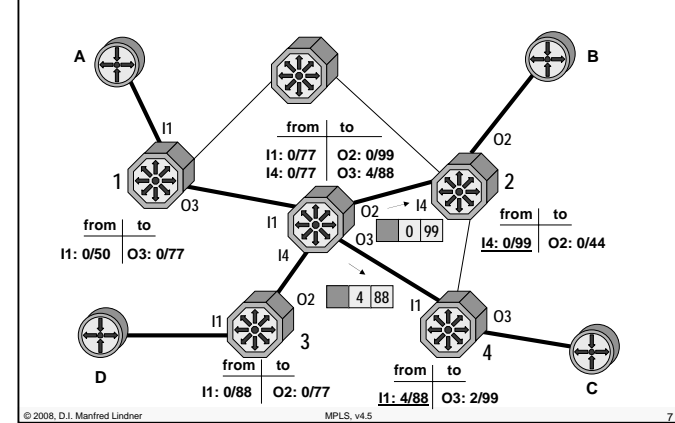 A
B
I1
from to
I1: 0/77 O2: 0/99
I4: 0/77 O3: 4/88
O2
1
O3
2
O2
I4
from to
I1: 0/50 O3: 0/77
I1
O3
0 99
from to
I4: 0/99 O2: 0/44
I4
4 88
O2
I1
3
I1
O3
4
D
from to
I1: 0/88 O2: 0/77
from to
I1: 4/88 O3: 2/99
C
© 2008, D.I. Manfred Lindner
MPLS, v4.5
7